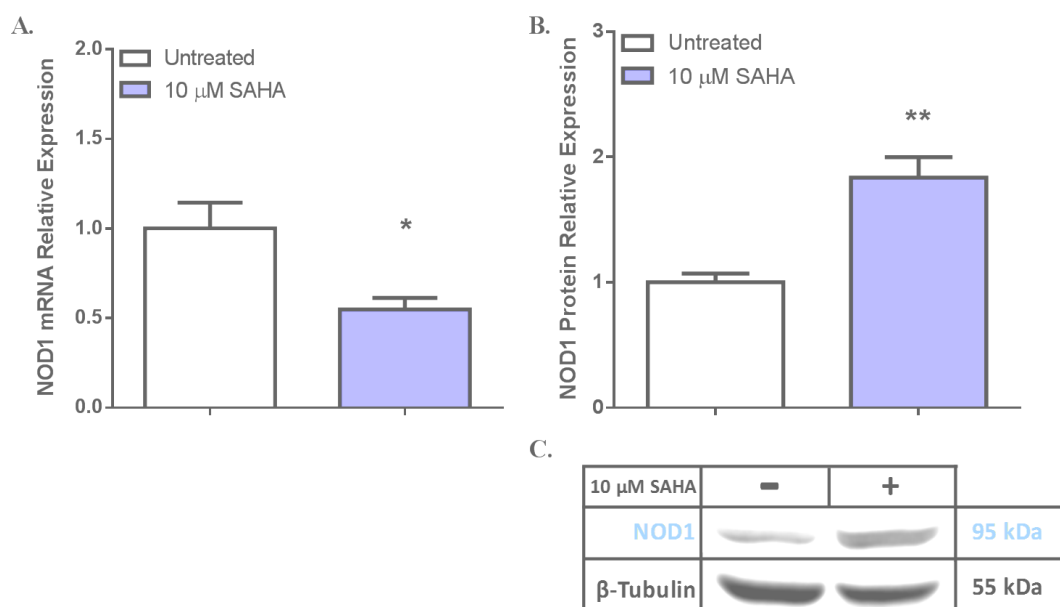 A.
NOD1 mRNA Relative Expression
2.0
1.5
1.0
0.5
0.0
Untreated
10 μM SAHA
*
B.
NOD1 Protein Relative Expression
3
2
1
0
Untreated
10 μM SAHA
**
C.
10 μM SAHA - +
NOD1 95 kDa
β-Tubulin 55 kDa